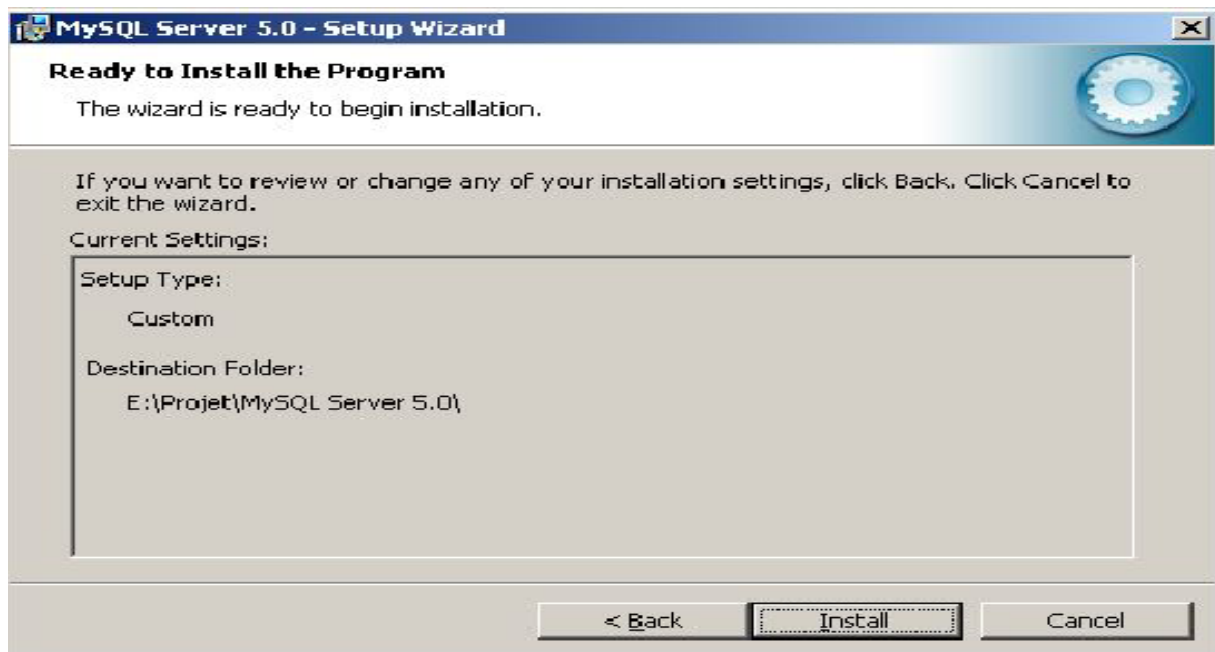 MySQL Server 5.0 - Setup Wizard
Ready to Install the Program
The wizard is ready to begin installation.
If you want to review or change any of your installation settings, click Back. Click Cancel to
exit the wizard.
Current Settings:
Setup Type:
Custom
Destination Folder:
E:\Projet\MySQL Server 5.0\
< Back
Install
Cancel